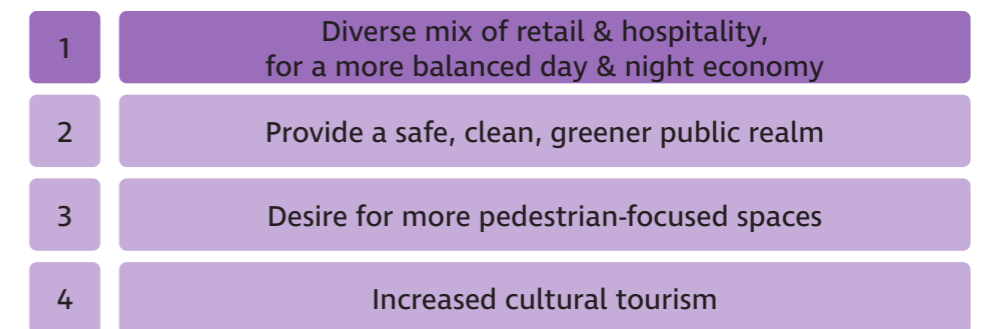 1
Diverse mix of retail & hospitality,
for a more balanced day & night economy
2
Provide a safe, clean, greener public realm
3
Desire for more pedestrian-focused spaces
4
Increased cultural tourism